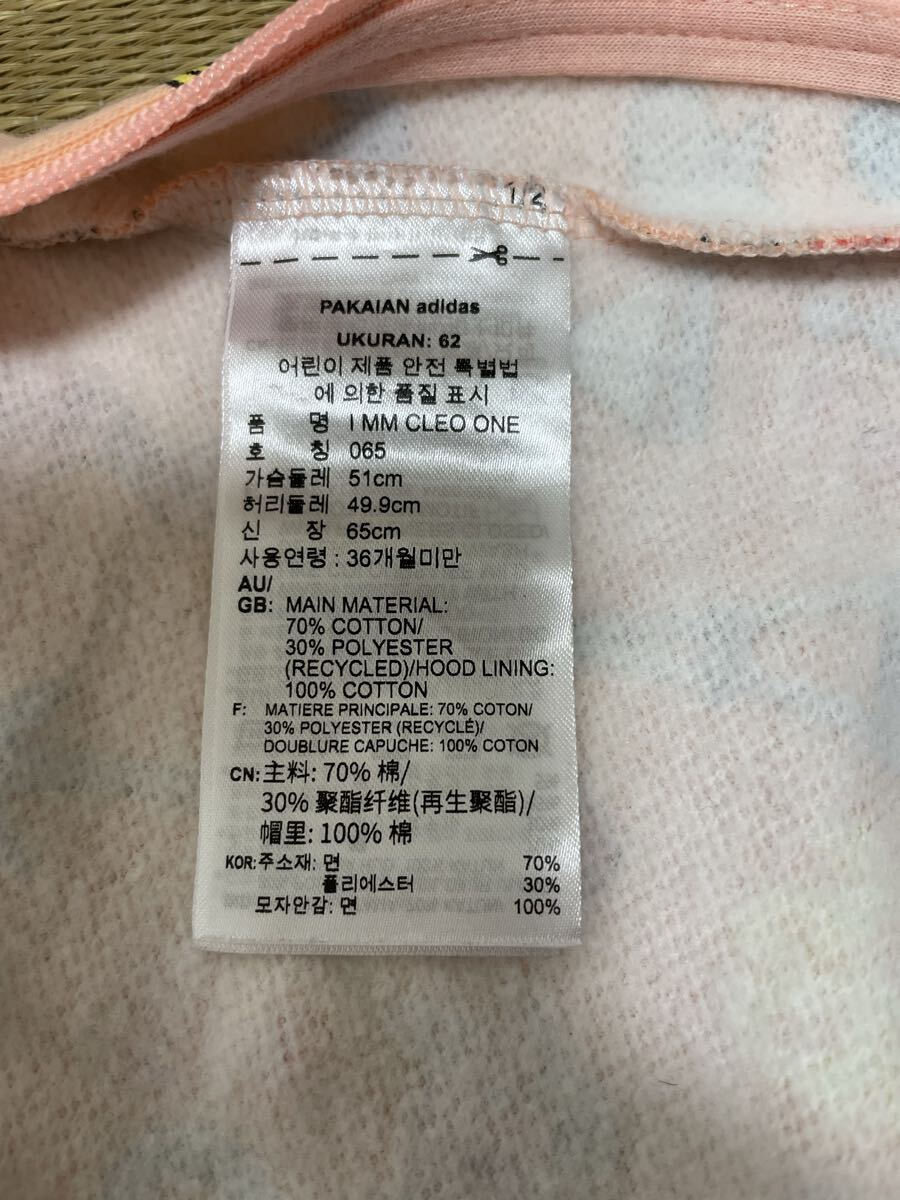 12
PAKAIAN adidas
UKURAN: 62
어린이 제품 안전 특별법
에 의한 품질 표시
품 명 I MM CLEO ONE
호 칭 065
가슴둘레 51cm
허리둘레 49.9cm
신 장 65cm
사용연령 : 36개월미만
AU/
GB: MAIN MATERIAL:
70% COTTON/
30% POLYESTER
(RECYCLED)/HOOD LINING:
100% COTTON
F: MATIERE PRINCIPALE: 70% COTON/
30% POLYESTER (RECYCLÉ)/
DOUBLURE CAPUCHE: 100% COTON
CN: 主料: 70% 棉/
30% 聚酯纤维(再生聚酯)/
帽里: 100% 棉
KOR: 주소재: 면 70%
폴리에스터 30%
모자안감: 면 100%